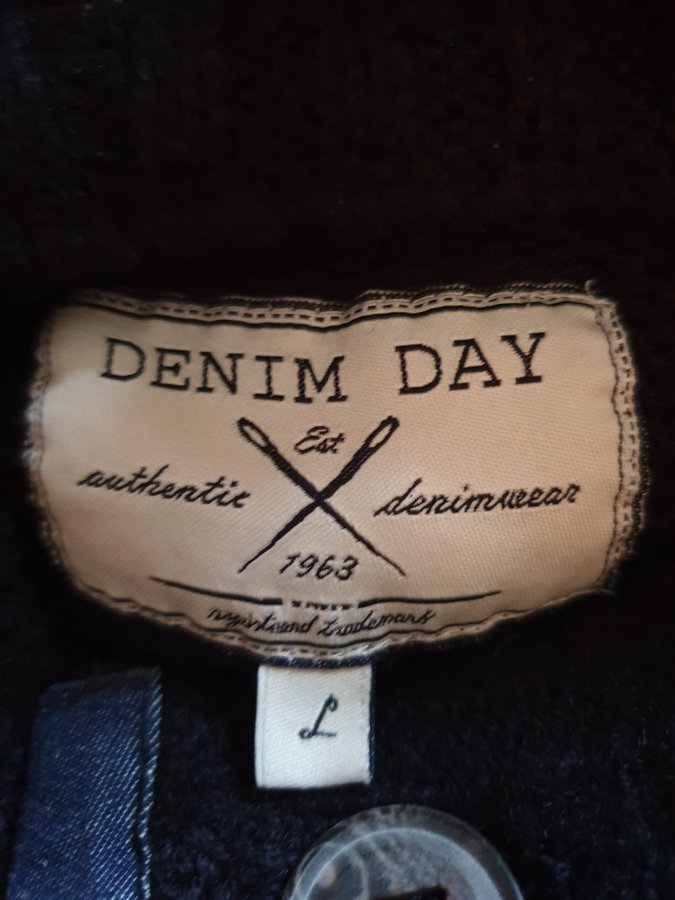 DENIM DAY
Est.
authentic denimwear
1963
registered trademark
L